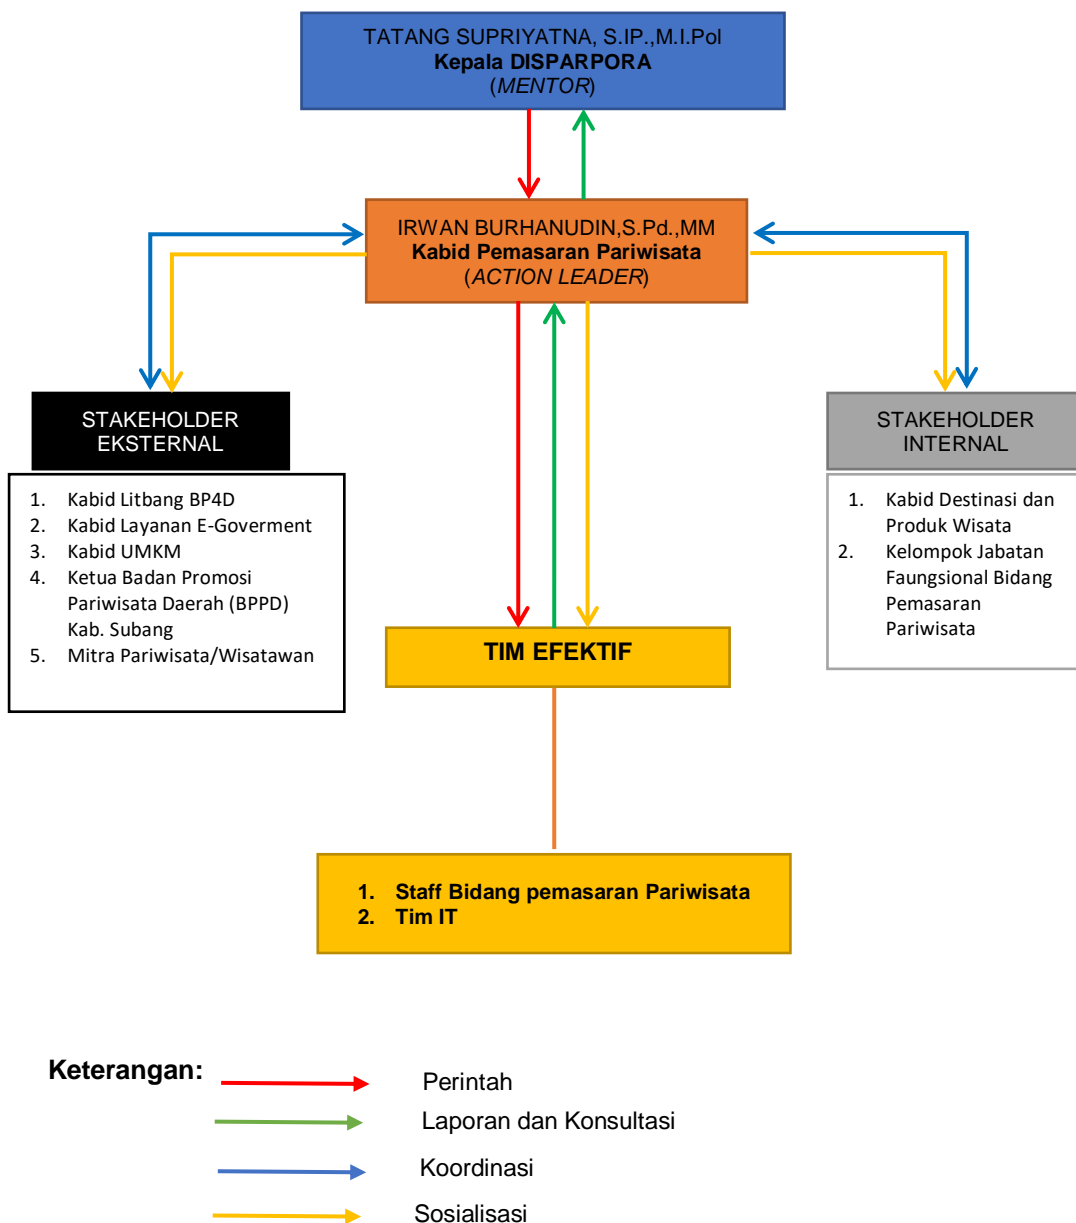 TATANG SUPRIYATNA, S.IP.,M.I.Pol
Kepala DISPARPORA
(MENTOR)
IRWAN BURHANUDIN,S.Pd.,MM
Kabid Pemasaran Pariwisata
(ACTION LEADER)
STAKEHOLDER
EKSTERNAL
1. Kabid Litbang BP4D
2. Kabid Layanan E-Goverment
3. Kabid UMKM
4. Ketua Badan Promosi
Pariwisata Daerah (BPPD)
Kab. Subang
5. Mitra Pariwisata/Wisatawan
STAKEHOLDER
INTERNAL
1. Kabid Destinasi dan
Produk Wisata
2. Kelompok Jabatan
Faungsional Bidang
Pemasaran
Pariwisata
TIM EFEKTIF
1. Staff Bidang pemasaran Pariwisata
2. Tim IT
Keterangan:
Perintah
Laporan dan Konsultasi
Koordinasi
Sosialisasi